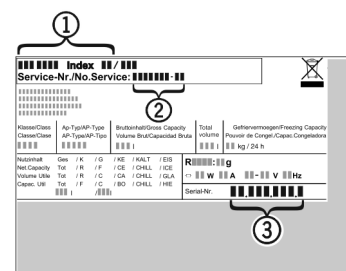 1
Index /
Service-Nr./No.Service: -
2
Klasse/Class Ap-Typ/AP-Type Bruttoinhalt/Gross Capacity Total Gefriervermoegen/Freezing Capacity
Classe/Clase AP-Type/AP-Tipo Volume Brut/Capacidad Bruta volume Pouvoir de Congel./Capac.Congeladora
l l kg / 24 h
Nutzinhalt Ges / K / G / KE / KALT / EIS
Net.Capacity Tot / R / F / CE / CHILL / ICE
Volume Utile Tot / R / C / CA / CHILL / GLA
Capac. Util Tot / F / C / BO / CHILL / HIE
l / l
R : g
W A - V Hz
Serial-Nr. . . .
3